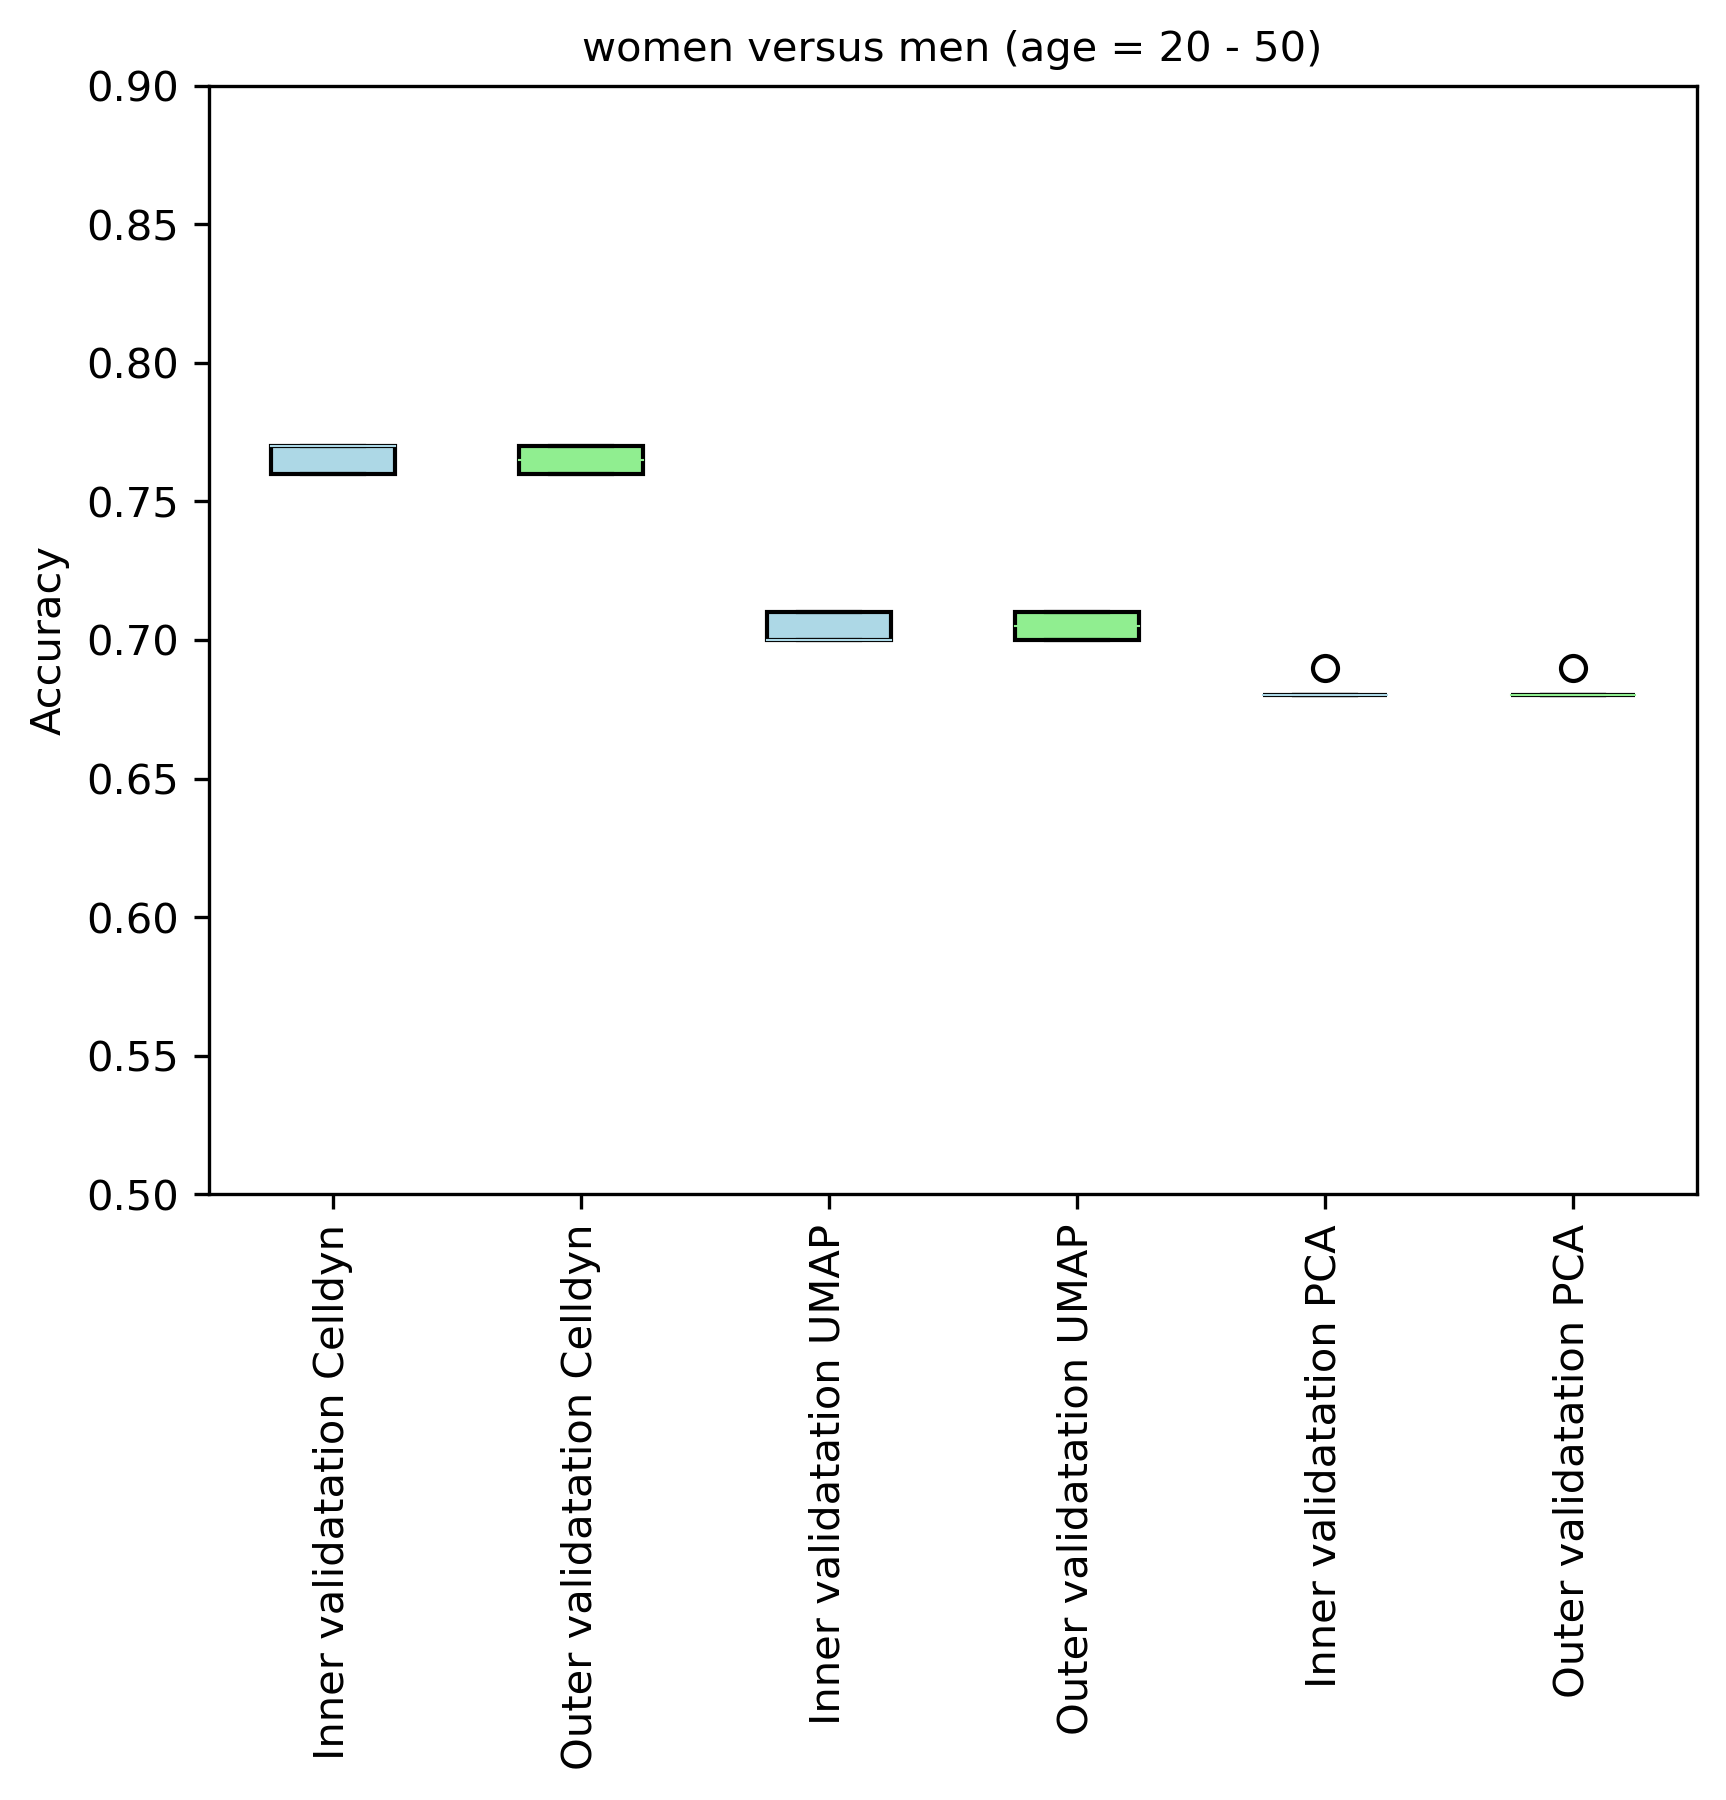 women versus men (age = 20 - 50)
0.90
0.85
0.80
0.75
0.70
0.65
0.60
0.55
0.50
Accuracy
Inner validatation Celldyn
Outer validatation Celldyn
Inner validatation UMAP
Outer validatation UMAP
Inner validatation PCA
Outer validatation PCA